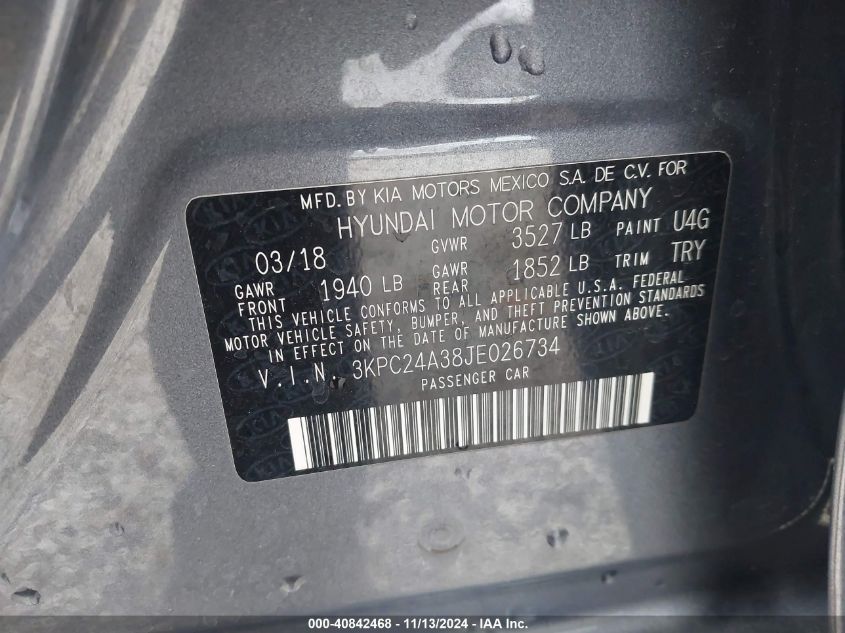 MFD. BY KIA MOTORS MEXICO S.A. DE C.V. FOR
HYUNDAI MOTOR COMPANY
03/18 GVWR 3527 LB PAINT U4G
GAWR FRONT 1940 LB GAWR REAR 1852 LB TRIM TRY
THIS VEHICLE CONFORMS TO ALL APPLICABLE U.S.A. FEDERAL
MOTOR VEHICLE SAFETY, BUMPER, AND THEFT PREVENTION STANDARDS
IN EFFECT ON THE DATE OF MANUFACTURE SHOWN ABOVE.
V.I.N. 3KPC24A38JE026734
PASSENGER CAR
000-40842468 - 11/13/2024 - IAA Inc.